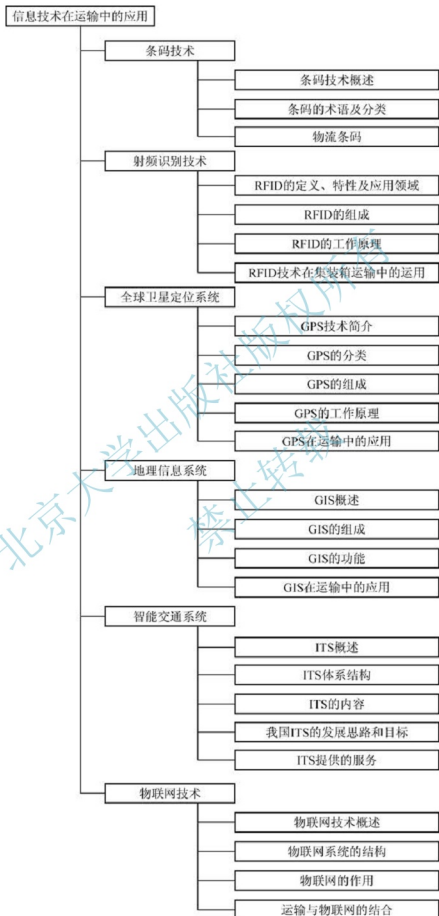 信息技术在运输中的应用
条码技术
条码技术概述
条码的术语及分类
物流条码
射频识别技术
RFID的定义、特性及应用领域
RFID的组成
RFID的工作原理
RFID技术在集装箱运输中的运用
全球卫星定位系统
GPS技术简介
GPS的分类
GPS的组成
GPS的工作原理
GPS在运输中的应用
地理信息系统
GIS概述
GIS的组成
GIS的功能
GIS在运输中的应用
智能交通系统
ITS概述
ITS体系结构
ITS的内容
我国ITS的发展思路和目标
ITS提供的服务
物联网技术
物联网技术概述
物联网系统的结构
物联网的作用
运输与物联网的结合
北京大学出版社版权所有
禁止转载